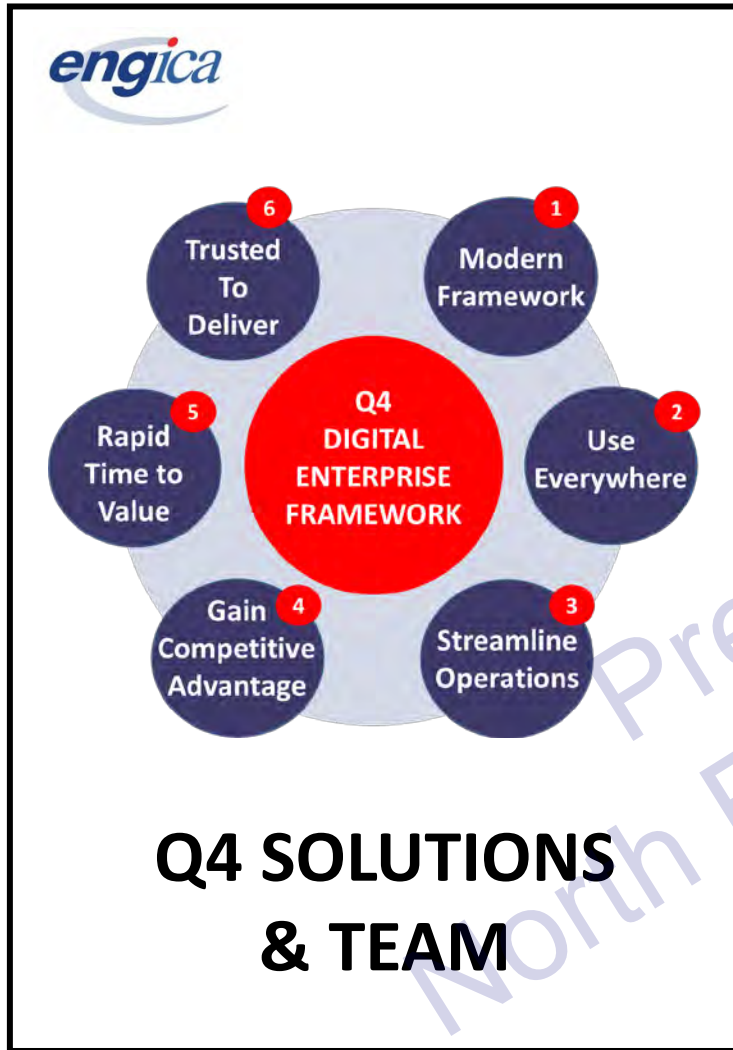 engica
1
Modern
Framework
2
Use
Everywhere
3
Streamline
Operations
4
Gain
Competitive
Advantage
5
Rapid
Time to
Value
6
Trusted
To
Deliver
Q4
DIGITAL
ENTERPRISE
FRAMEWORK
Q4 SOLUTIONS
& TEAM
North